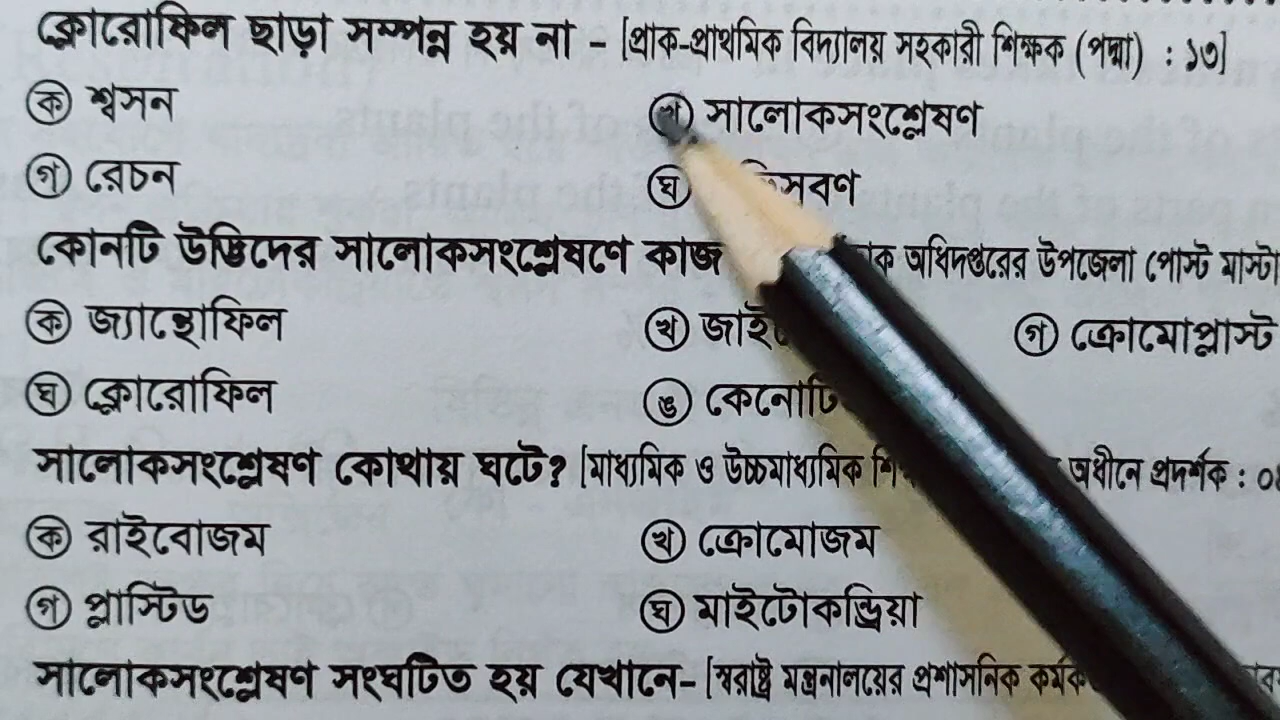 ক্লোরোফিল ছাড়া সম্পন্ন হয় না – [প্রাক-প্রাথমিক বিদ্যালয় সহকারী শিক্ষক (পদ্মা) : ১৩]
ক শ্বসন খ সালোকসংশ্লেষণ
গ রেচন ঘ
কোনটি উদ্ভিদের সালোকসংশ্লেষণে কাজ অধিদপ্তরের উপজেলা পোস্ট
ক জ্যান্থোফিল খ গ ক্রোমোপ্লাস্ট
ঘ ক্লোরোফিল ঙ
সালোকসংশ্লেষণ কোথায় ঘটে? [মাধ্যমিক ও উচ্চমাধ্যমিক অধীনে প্রদর্শক :
ক রাইবোজম খ ক্রোমোজম
গ প্লাস্টিড ঘ মাইটোকন্ড্রিয়া
সালোকসংশ্লেষণ সংঘটিত হয় যেখানে– [স্বরাষ্ট্র মন্ত্রনালয়ের প্রশাসনিক